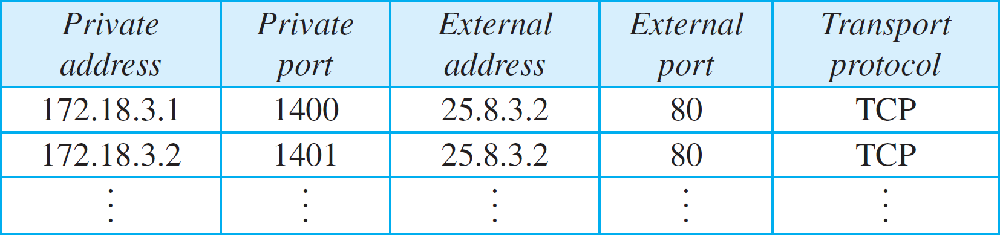 Private address Private port External address External port Transport protocol
172.18.3.1 1400 25.8.3.2 80 TCP
172.18.3.2 1401 25.8.3.2 80 TCP
⋮ ⋮ ⋮ ⋮ ⋮